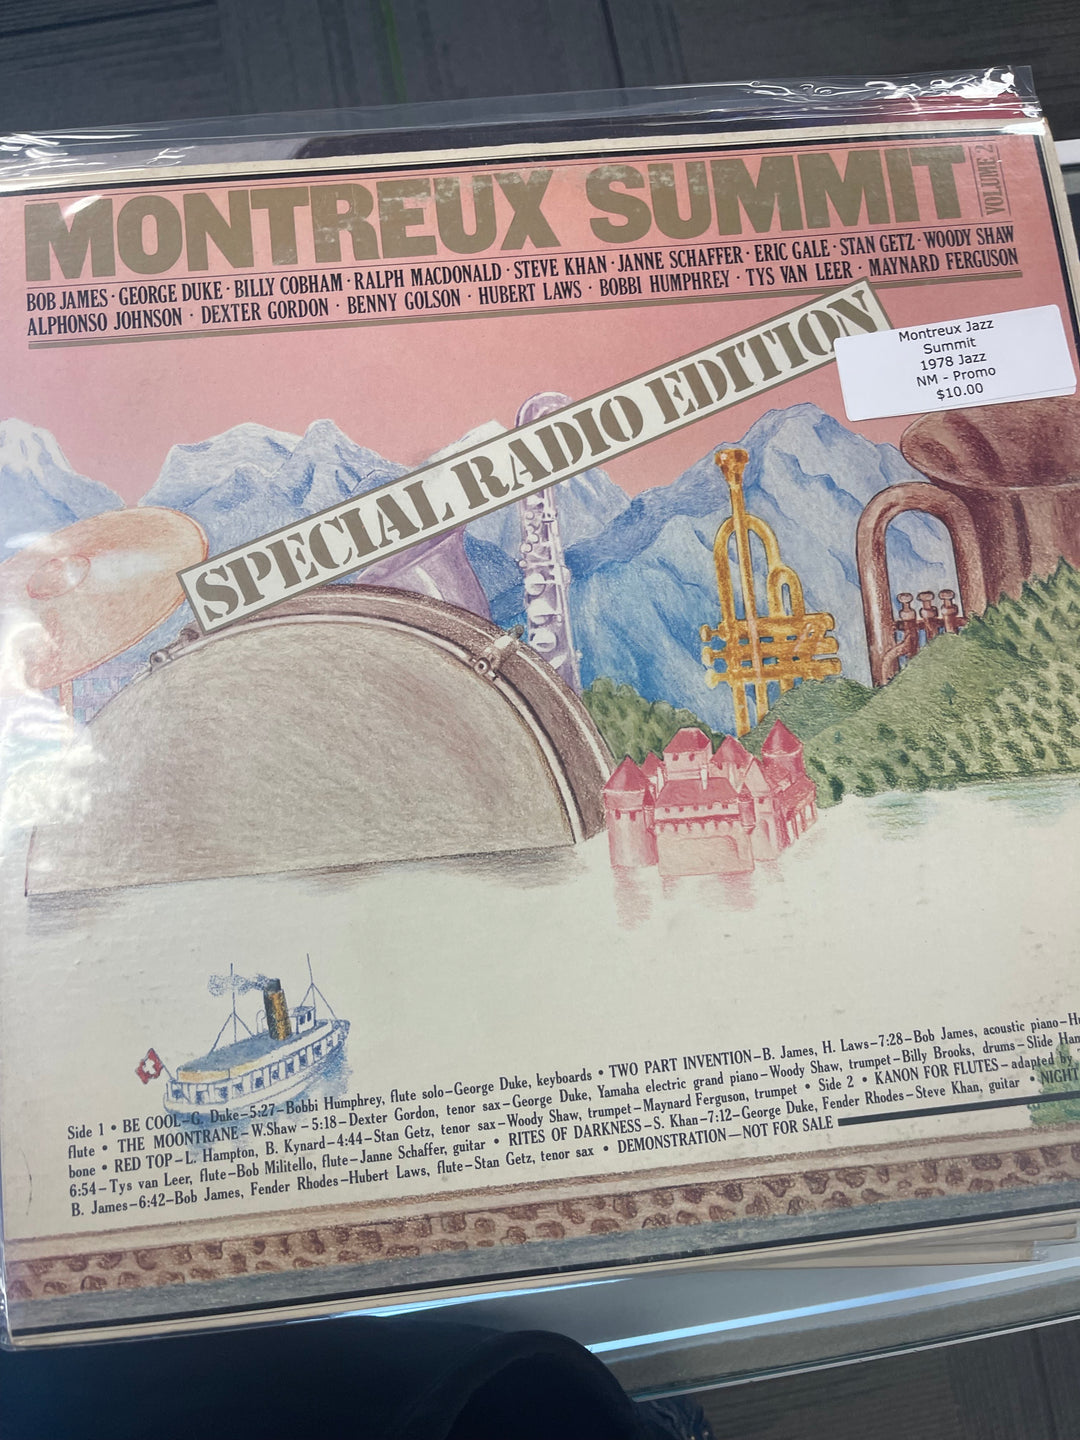 MONTREUX SUMMIT VOLUME 2
BOB JAMES · GEORGE DUKE · BILLY COBHAM · RALPH MACDONALD · STEVE KHAN · JANNE SCHAFFER · ERIC GALE · STAN GETZ · WOODY SHAW
ALPHONSO JOHNSON · DEXTER GORDON · BENNY GOLSON · HUBERT LAWS · BOBBI HUMPHREY · TYS VAN LEER · MAYNARD FERGUSON
SPECIAL RADIO EDITION
Montreux Jazz
Summit
1978 Jazz
NM - Promo
$10.00
Side 1 • BE COOL–G. Duke–5:27–Bobbi Humphrey, flute solo–George Duke, keyboards • TWO PART INVENTION–B. James, H. Laws–7:28–Bob James, acoustic piano–
flute • THE MOONTRANE–W.Shaw–5:18–Dexter Gordon, tenor sax–George Duke, Yamaha electric grand piano–Woody Shaw, trumpet–Billy Brooks, drums–Slide
bone • RED TOP–L. Hampton, B. Kynard–4:44–Stan Getz, tenor sax–Woody Shaw, trumpet–Maynard Ferguson, trumpet • Side 2 • KANON FOR FLUTES–adapted by
6:54–Tys van Leer, flute–Bob Militello, flute–Janne Schaffer, guitar • RITES OF DARKNESS–S. Khan–7:12–George Duke, Fender Rhodes–Steve Khan, guitar • NIGHT
B. James–6:42–Bob James, Fender Rhodes–Hubert Laws, flute–Stan Getz, tenor sax • DEMONSTRATION—NOT FOR SALE